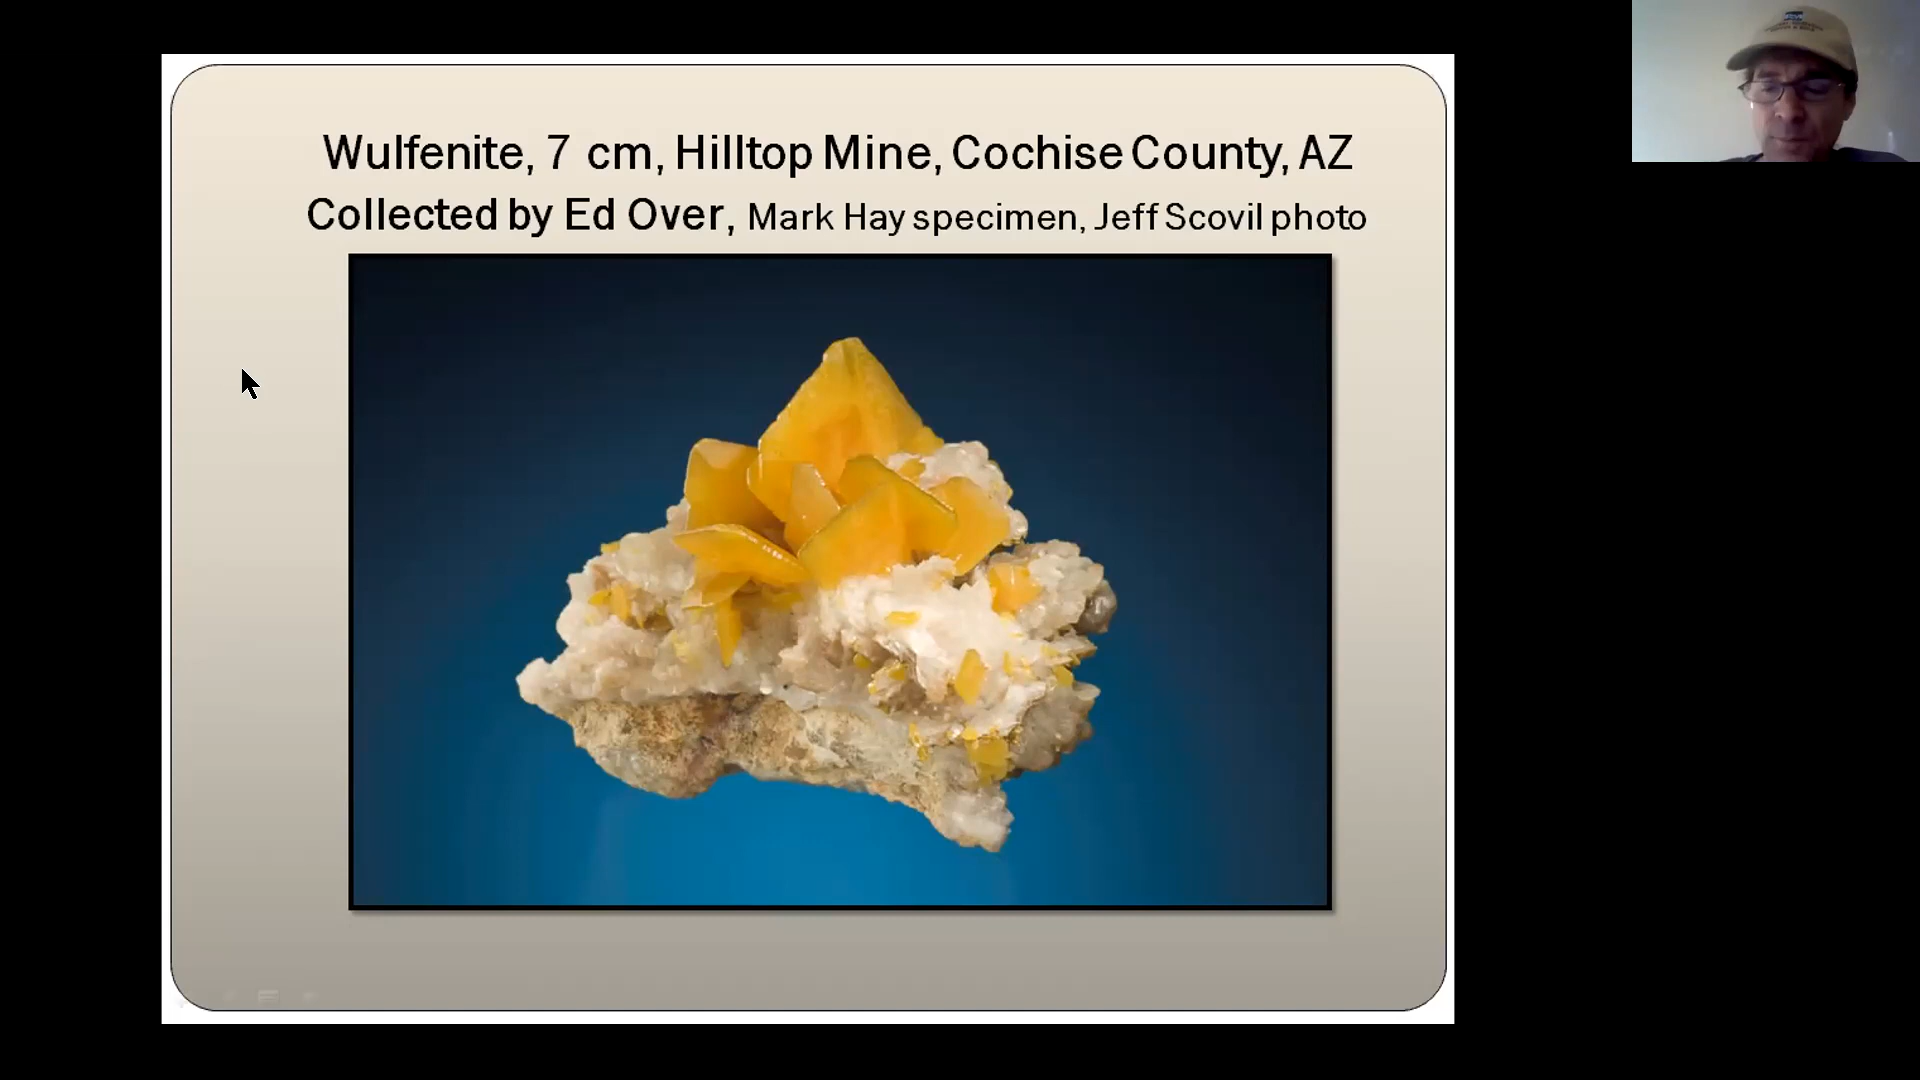 Wulfenite, 7 cm, Hilltop Mine, Cochise County, AZ
Collected by Ed Over, Mark Hay specimen, Jeff Scovil photo